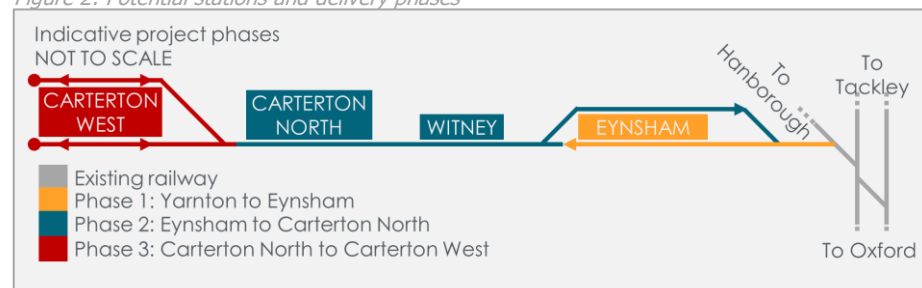 Figure 2: Potential stations and delivery phases
Indicative project phases
NOT TO SCALE
To
Hanborough
To
Tackley
CARTERTON
WEST
CARTERTON
NORTH
WITNEY
EYNSHAM
Existing railway
Phase 1: Yarnton to Eynsham
Phase 2: Eynsham to Carterton North
Phase 3: Carterton North to Carterton West
To Oxford